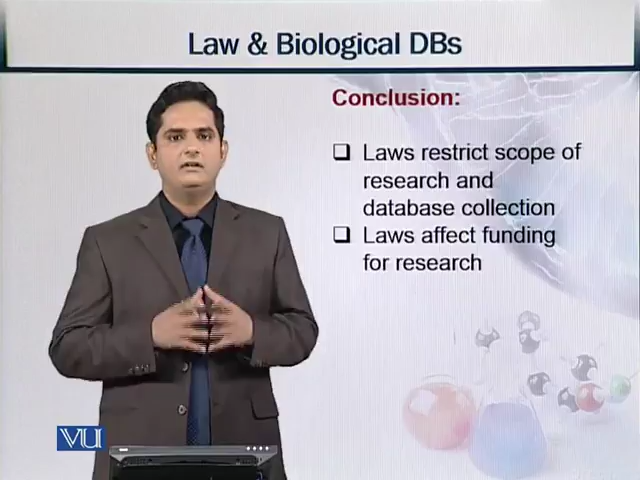 Law & Biological DBs
Conclusion:
Laws restrict scope of
research and
database collection
Laws affect funding
for research
VU